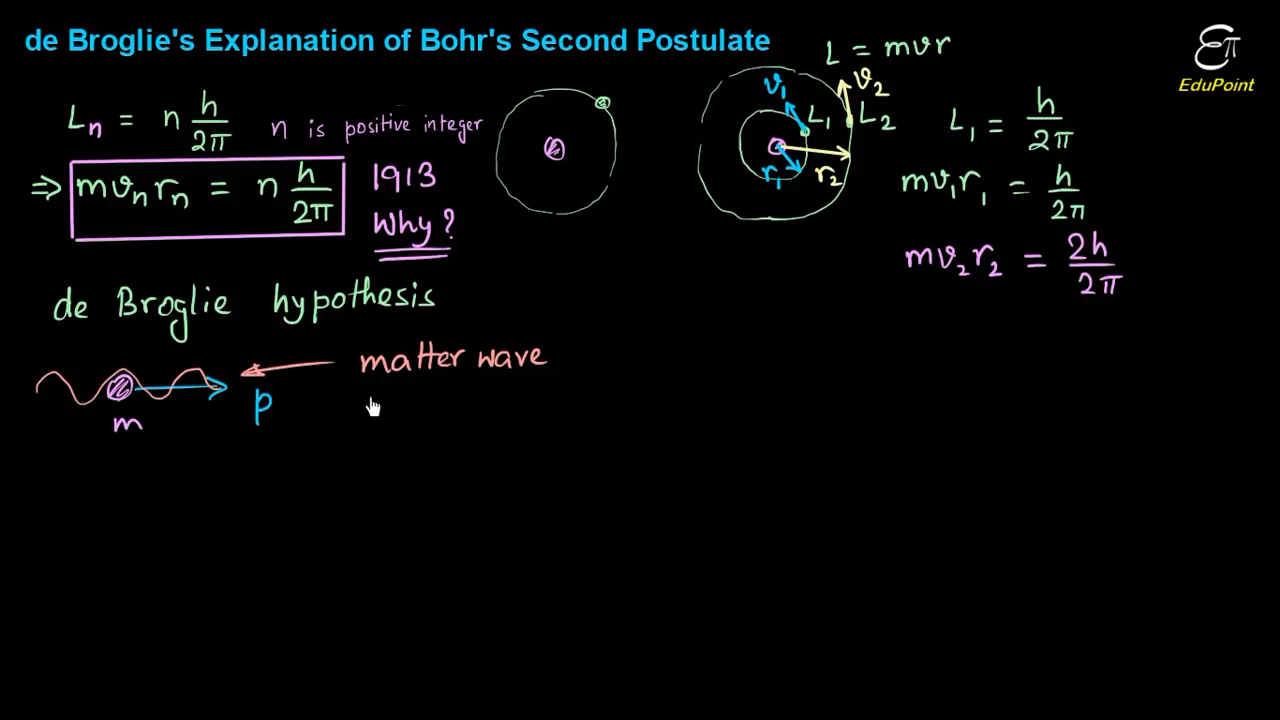 de Broglie's Explanation of Bohr's Second Postulate
Eπ
EduPoint
L = mvr
Lₙ = n h/2π n is positive integer
⇒ mvₙrₙ = n h/2π
1913
Why?
v₁
v₂
L₁
L₂
r₁
r₂
L₁ = h/2π
mv₁r₁ = h/2π
mv₂r₂ = 2h/2π
de Broglie hypothesis
matter wave
p
m